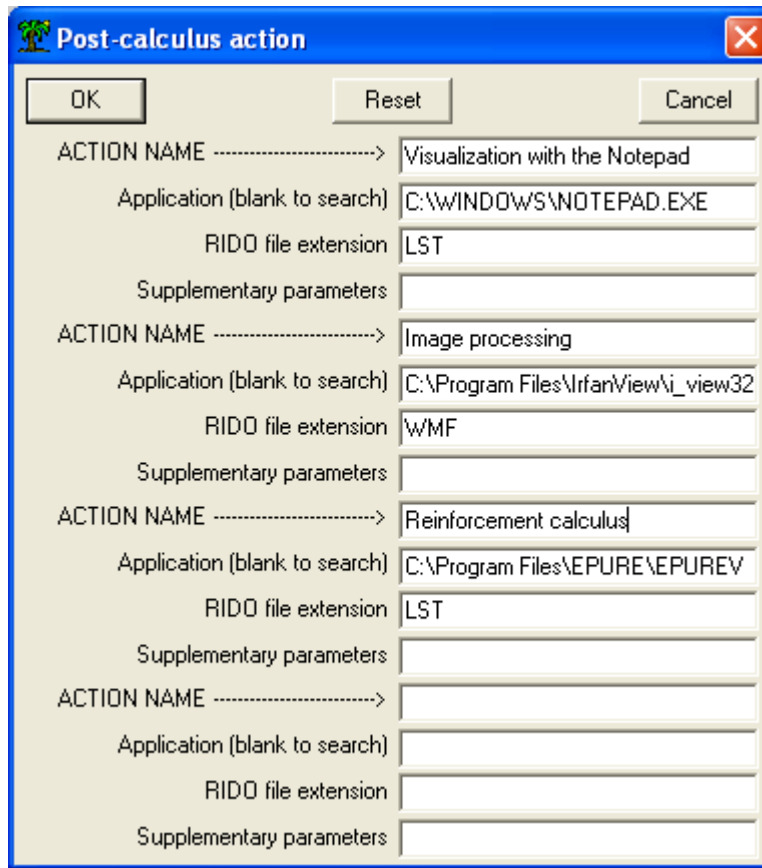 Post-calculus action
OK Reset Cancel
ACTION NAME --------------------------> Visualization with the Notepad
Application (blank to search) C:\WINDOWS\NOTEPAD.EXE
RIDO file extension LST
Supplementary parameters
ACTION NAME --------------------------> Image processing
Application (blank to search) C:\Program Files\IrfanView\i_view32
RIDO file extension WMF
Supplementary parameters
ACTION NAME --------------------------> Reinforcement calculus
Application (blank to search) C:\Program Files\EPURE\EPUREV
RIDO file extension LST
Supplementary parameters
ACTION NAME -------------------------->
Application (blank to search)
RIDO file extension
Supplementary parameters